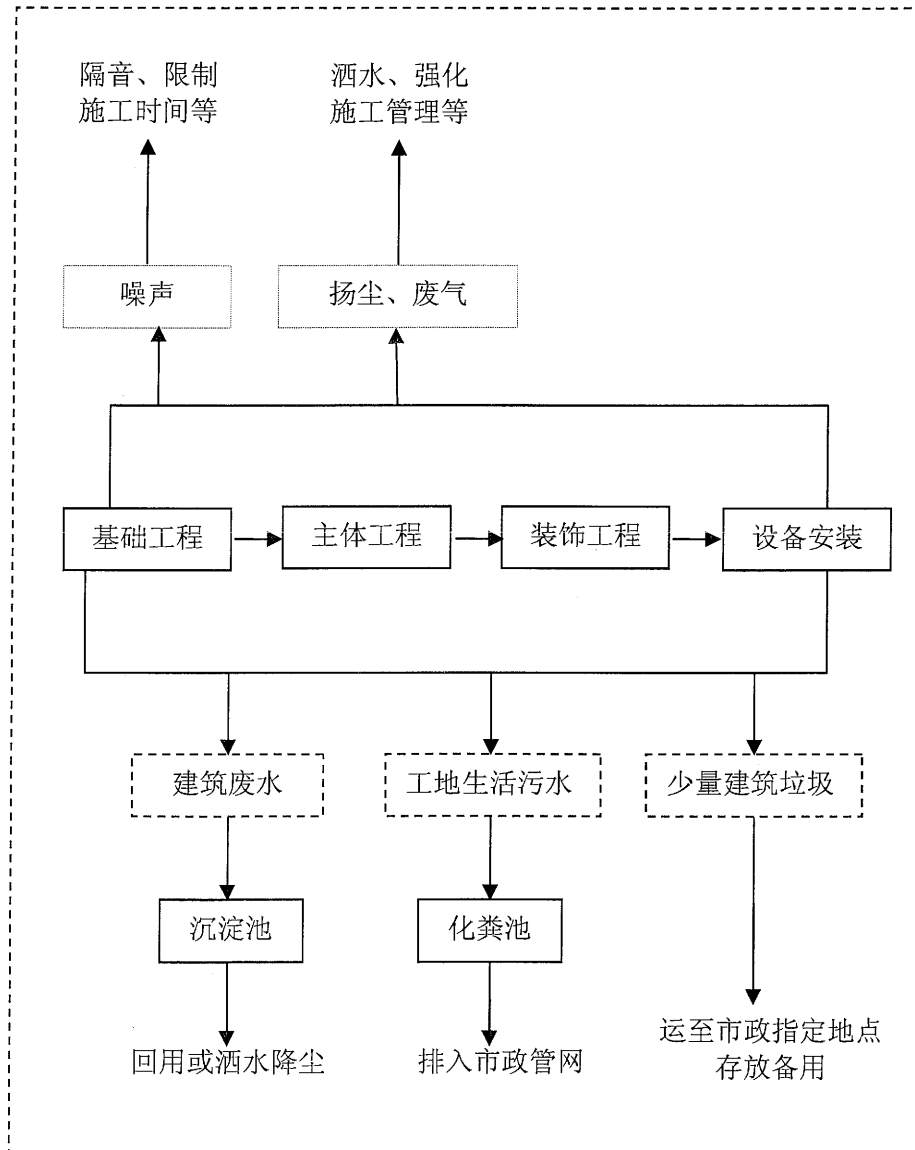 隔音、限制
施工时间等
洒水、强化
施工管理等
噪声
扬尘、废气
基础工程
主体工程
装饰工程
设备安装
建筑废水
工地生活污水
少量建筑垃圾
沉淀池
化粪池
回用或洒水降尘
排入市政管网
运至市政指定地点
存放备用